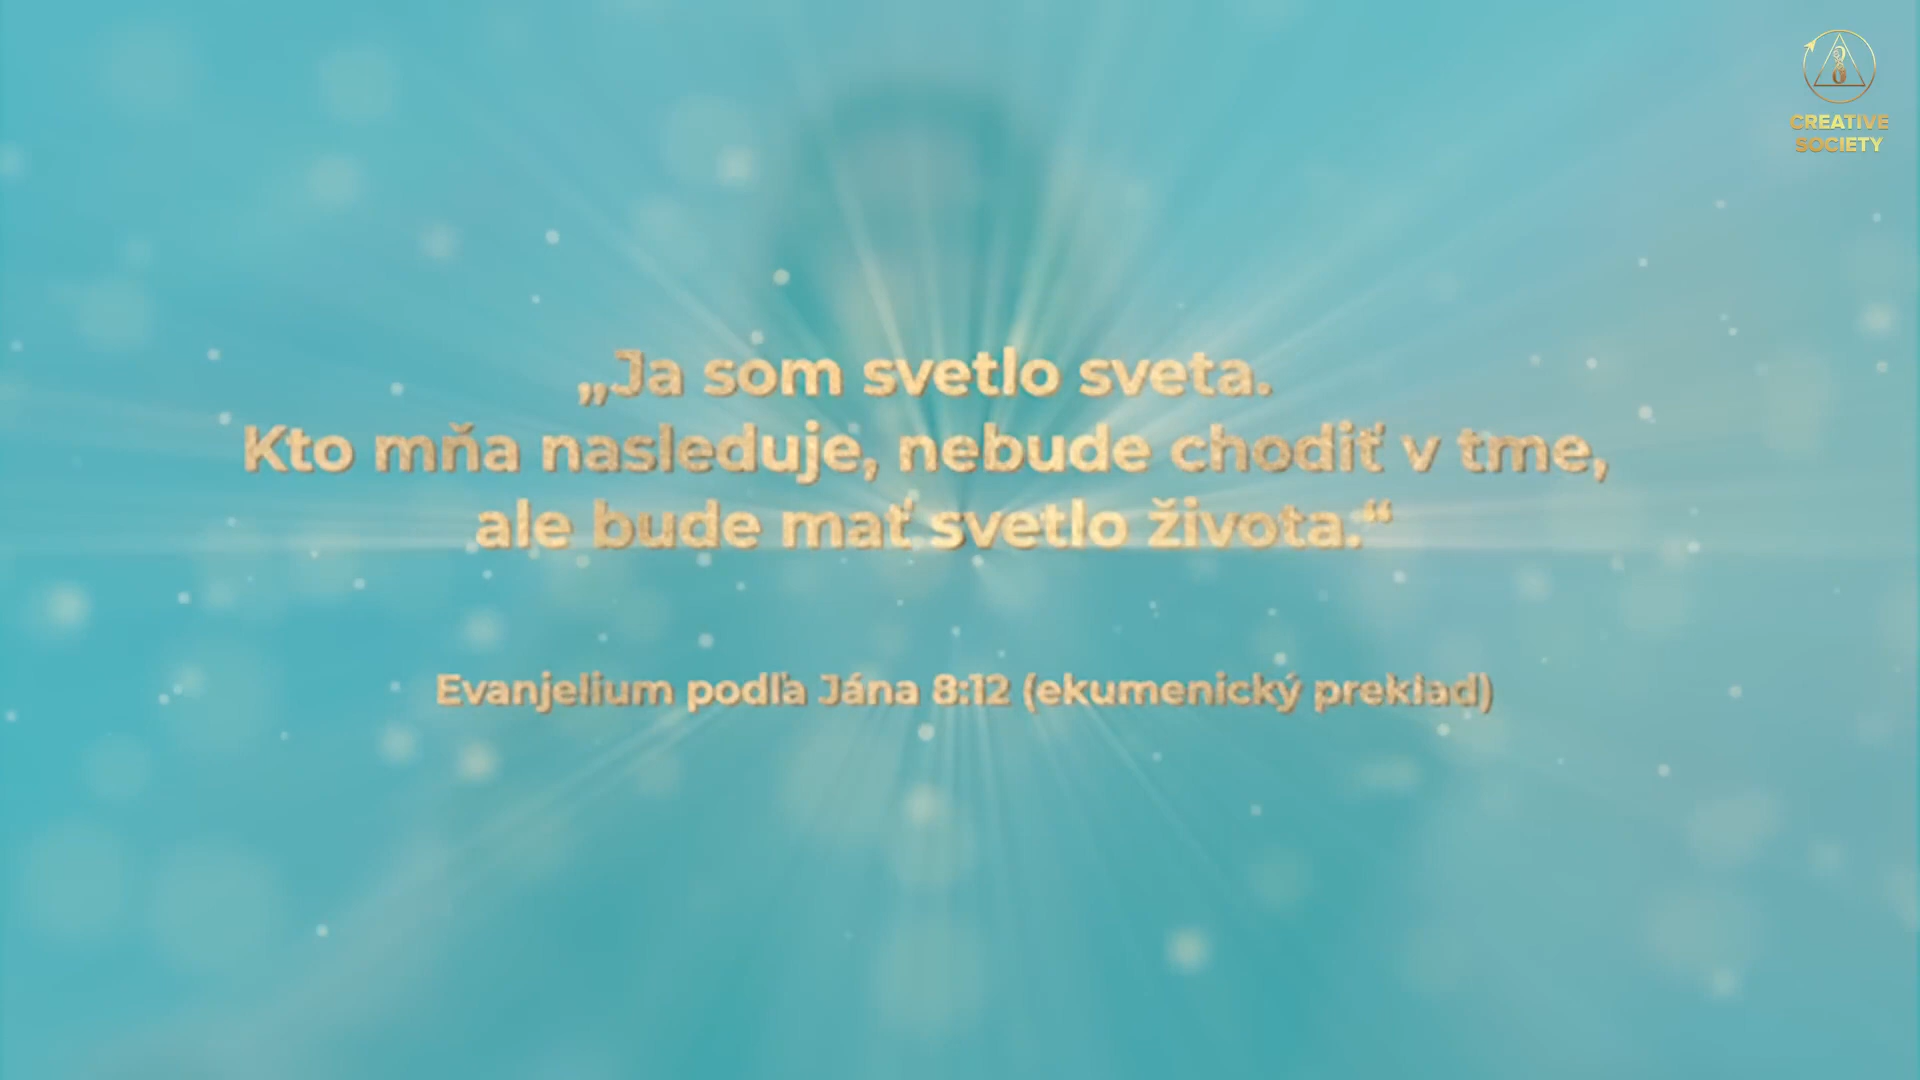 CREATIVE
SOCIETY
„Ja som svetlo sveta.
Kto mňa nasleduje, nebude chodiť v tme,
ale bude mať svetlo života.“
Evanjelium podľa Jána 8:12 (ekumenický preklad)